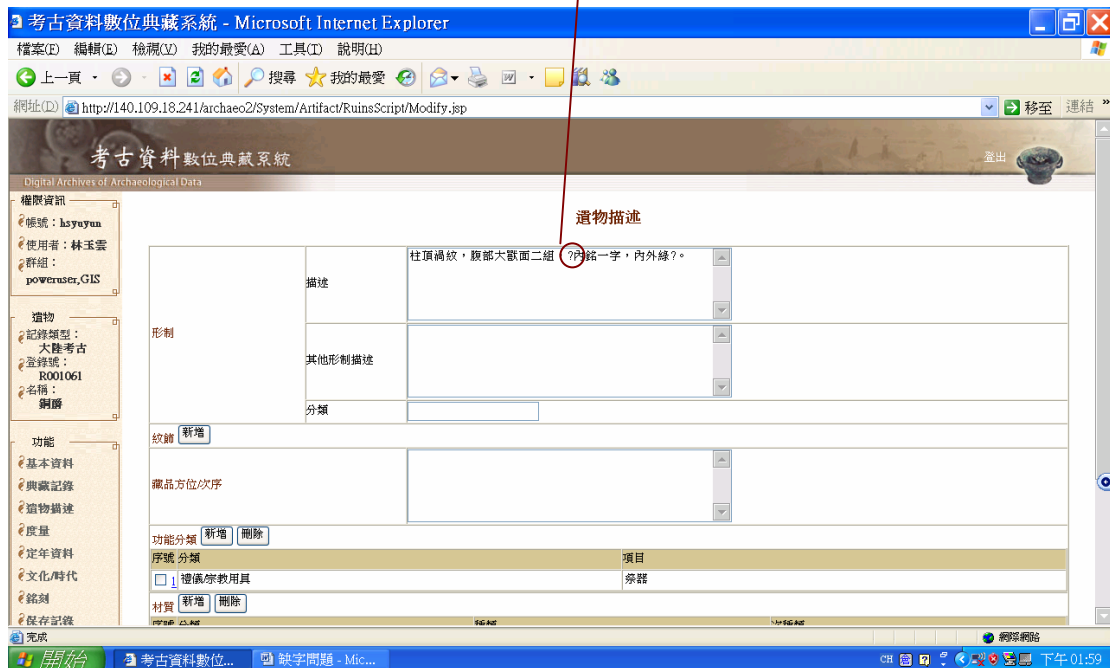 考古資料數位典藏系統 - Microsoft Internet Explorer
檔案(F) 編輯(E) 檢視(V) 我的最愛(A) 工具(T) 說明(H)
上一頁 搜尋 我的最愛
網址(D) http://140.109.18.241/archaeo2/System/Artifact/RuinsScript/Modify.jsp 移至 連結 »
考古資料數位典藏系統 登出
Digital Archives of Archaeological Data
權限資訊
帳號：hsyuyun
使用者：林玉雲
群組：
poweruser,GIS
遺物
記錄類型：
大陸考古
登錄號：
R001061
名稱：
銅爵
功能
基本資料
典藏記錄
遺物描述
度量
定年資料
文化/時代
銘刻
保存記錄
遺物描述
形制
描述
柱頂渦紋，腹部大獸面二組，?內銘一字，內外綠?。
其他形制描述
分類
紋飾 新增
藏品方位/次序
功能分類 新增 刪除
序號 分類 項目
1 禮儀/宗教用具 祭器
材質 新增 刪除
序號 分類 種類 次種類
完成 網際網路
開始 考古資料數位... 缺字問題 - Mic... CH 下午 01:59